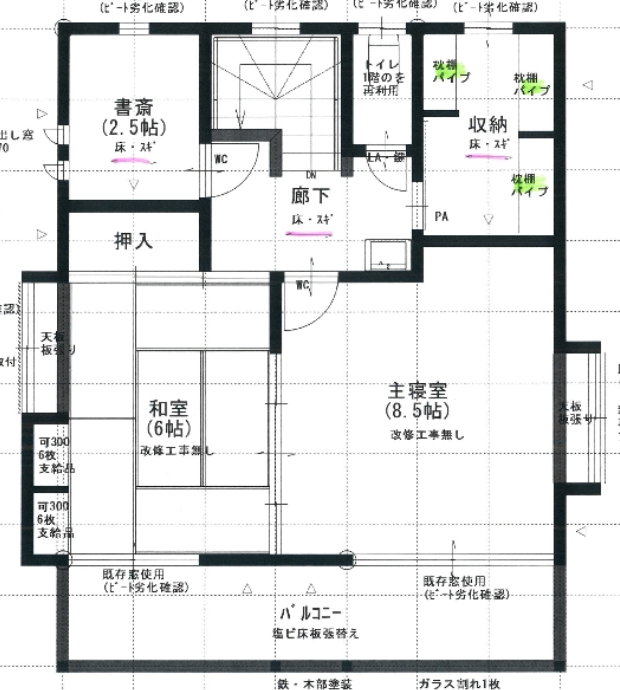 (ﾋﾞｰﾄ劣化確認)
(ﾋﾞｰﾄ劣化確認)
(ﾋﾞｰﾄ劣化確認)
(ﾋﾞｰﾄ劣化確認)
書斎
(2.5帖)
床・ｽｷﾞ
トイレ
1階のを
再利用
枕棚
パイプ
枕棚
パイプ
収納
床・ｽｷﾞ
枕棚
パイプ
出し窓
WC
DN
廊下
床・ｽｷﾞ
PA
押入
WC
天板
板張り
取付
和室
(6帖)
改修工事無し
主寝室
(8.5帖)
改修工事無し
天板
板張り
可300
6枚
支給品
可300
6枚
支給品
既存窓使用
(ﾋﾞｰﾄ劣化確認)
既存窓使用
(ﾋﾞｰﾄ劣化確認)
ﾊﾞﾙｺﾆｰ
塩ビ床板張替え
鉄・木部塗装
ガラス割れ1枚